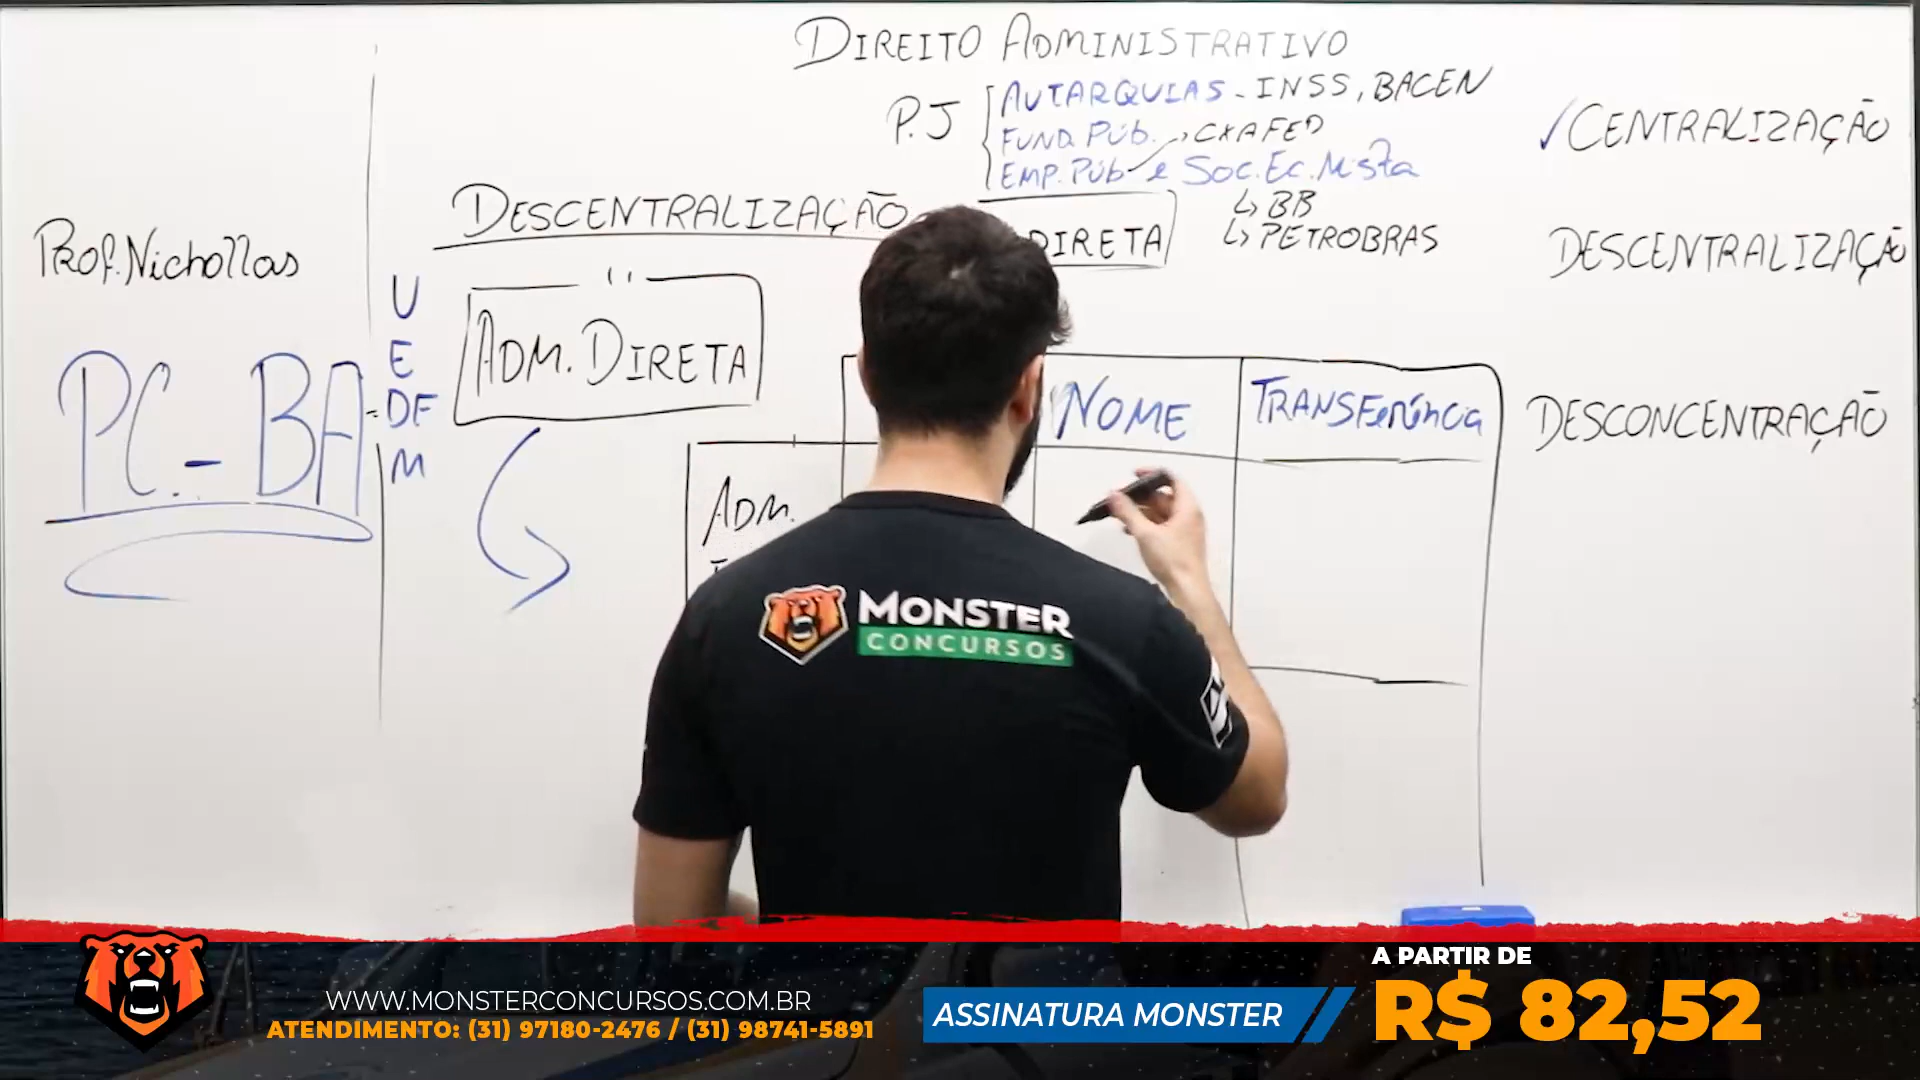 DIREITO ADMINISTRATIVO
P.J
AUTARQUIAS - INSS, BACEN
FUND. PÚB.
CXA FED
EMP. PÚB e Soc. Ec. Mista
BB
PETROBRAS
✓CENTRALIZAÇÃO
DESCENTRALIZAÇÃO
DESCONCENTRAÇÃO
DESCENTRALIZAÇÃO
DIRETA
Prof. Nichollas
PC - BA
U
E
DF
M
ADM. DIRETA
NOME
TRANSFERÊNCIA
ADM.
MONSTER
CONCURSOS
WWW.MONSTERCONCURSOS.COM.BR
ATENDIMENTO: (31) 97180-2476 / (31) 98741-5891
ASSINATURA MONSTER
A PARTIR DE
R$ 82,52